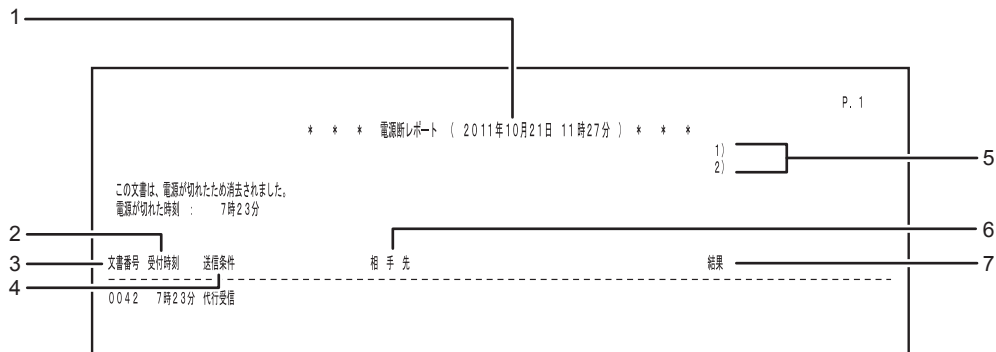 1
P. 1
* * * 電源断レポート ( 2011年10月21日 11時27分 ) * * *
1)
2)
5
この文書は、電源が切れたため消去されました。
電源が切れた時刻 : 7時23分
2
6
3 文書番号 受付時刻 送信条件 相 手 先 結果 7
4
0042 7時23分 代行受信